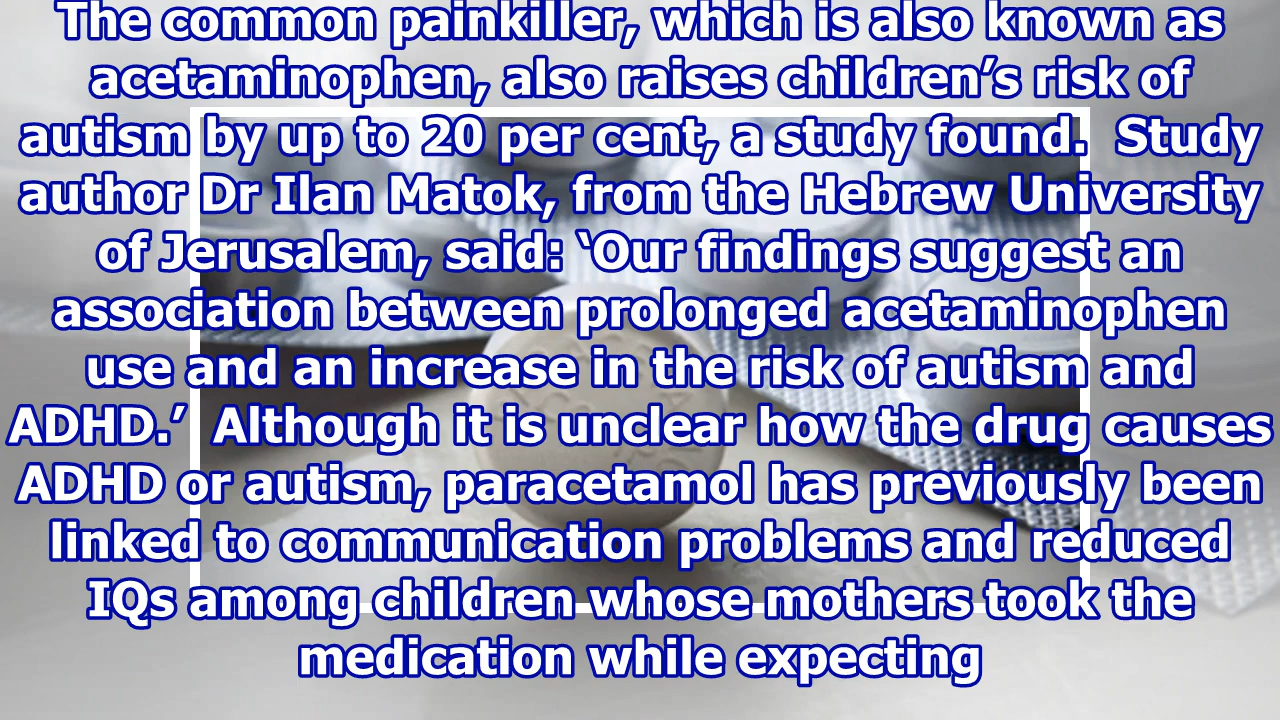 The common painkiller, which is also known as
acetaminophen, also raises children’s risk of
autism by up to 20 per cent, a study found.  Study
author Dr Ilan Matok, from the Hebrew University
of Jerusalem, said: ‘Our findings suggest an
association between prolonged acetaminophen
use and an increase in the risk of autism and
ADHD.’  Although it is unclear how the drug causes
ADHD or autism, paracetamol has previously been
linked to communication problems and reduced
IQs among children whose mothers took the
medication while expecting